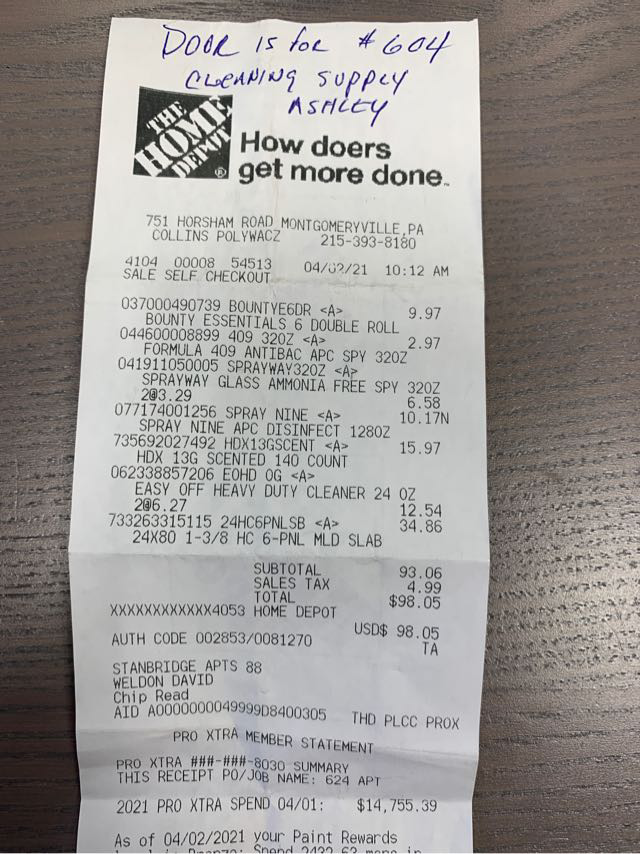 DOOR IS for #604
CLEANING SUPPLY
ASHLEY
THE
HOME
DEPOT
®
How doers
get more done.
751 HORSHAM ROAD MONTGOMERYVILLE,PA
COLLINS POLYWACZ 215-393-8180
4104 00008 54513 04/02/21 10:12 AM
SALE SELF CHECKOUT
037000490739 BOUNTYE6DR <A> 9.97
BOUNTY ESSENTIALS 6 DOUBLE ROLL
044600008899 409 32OZ <A> 2.97
FORMULA 409 ANTIBAC APC SPY 32OZ
041911050005 SPRAYWAY32OZ <A>
SPRAYWAY GLASS AMMONIA FREE SPY 32OZ
2@3.29 6.58
077174001256 SPRAY NINE <A> 10.17N
SPRAY NINE APC DISINFECT 128OZ
735692027492 HDX13GSCENT <A> 15.97
HDX 13G SCENTED 140 COUNT
062338857206 EOHD OG <A>
EASY OFF HEAVY DUTY CLEANER 24 OZ
2@6.27 12.54
733263315115 24HC6PNLSB <A> 34.86
24X80 1-3/8 HC 6-PNL MLD SLAB
SUBTOTAL 93.06
SALES TAX 4.99
TOTAL $98.05
XXXXXXXXXXXX4053 HOME DEPOT
USD$ 98.05
AUTH CODE 002853/0081270 TA
STANBRIDGE APTS 88
WELDON DAVID
Chip Read
AID A0000000049999D8400305 THD PLCC PROX
PRO XTRA MEMBER STATEMENT
PRO XTRA ###-###-8030 SUMMARY
THIS RECEIPT PO/JOB NAME: 624 APT
2021 PRO XTRA SPEND 04/01: $14,755.39
As of 04/02/2021 your Paint Rewards